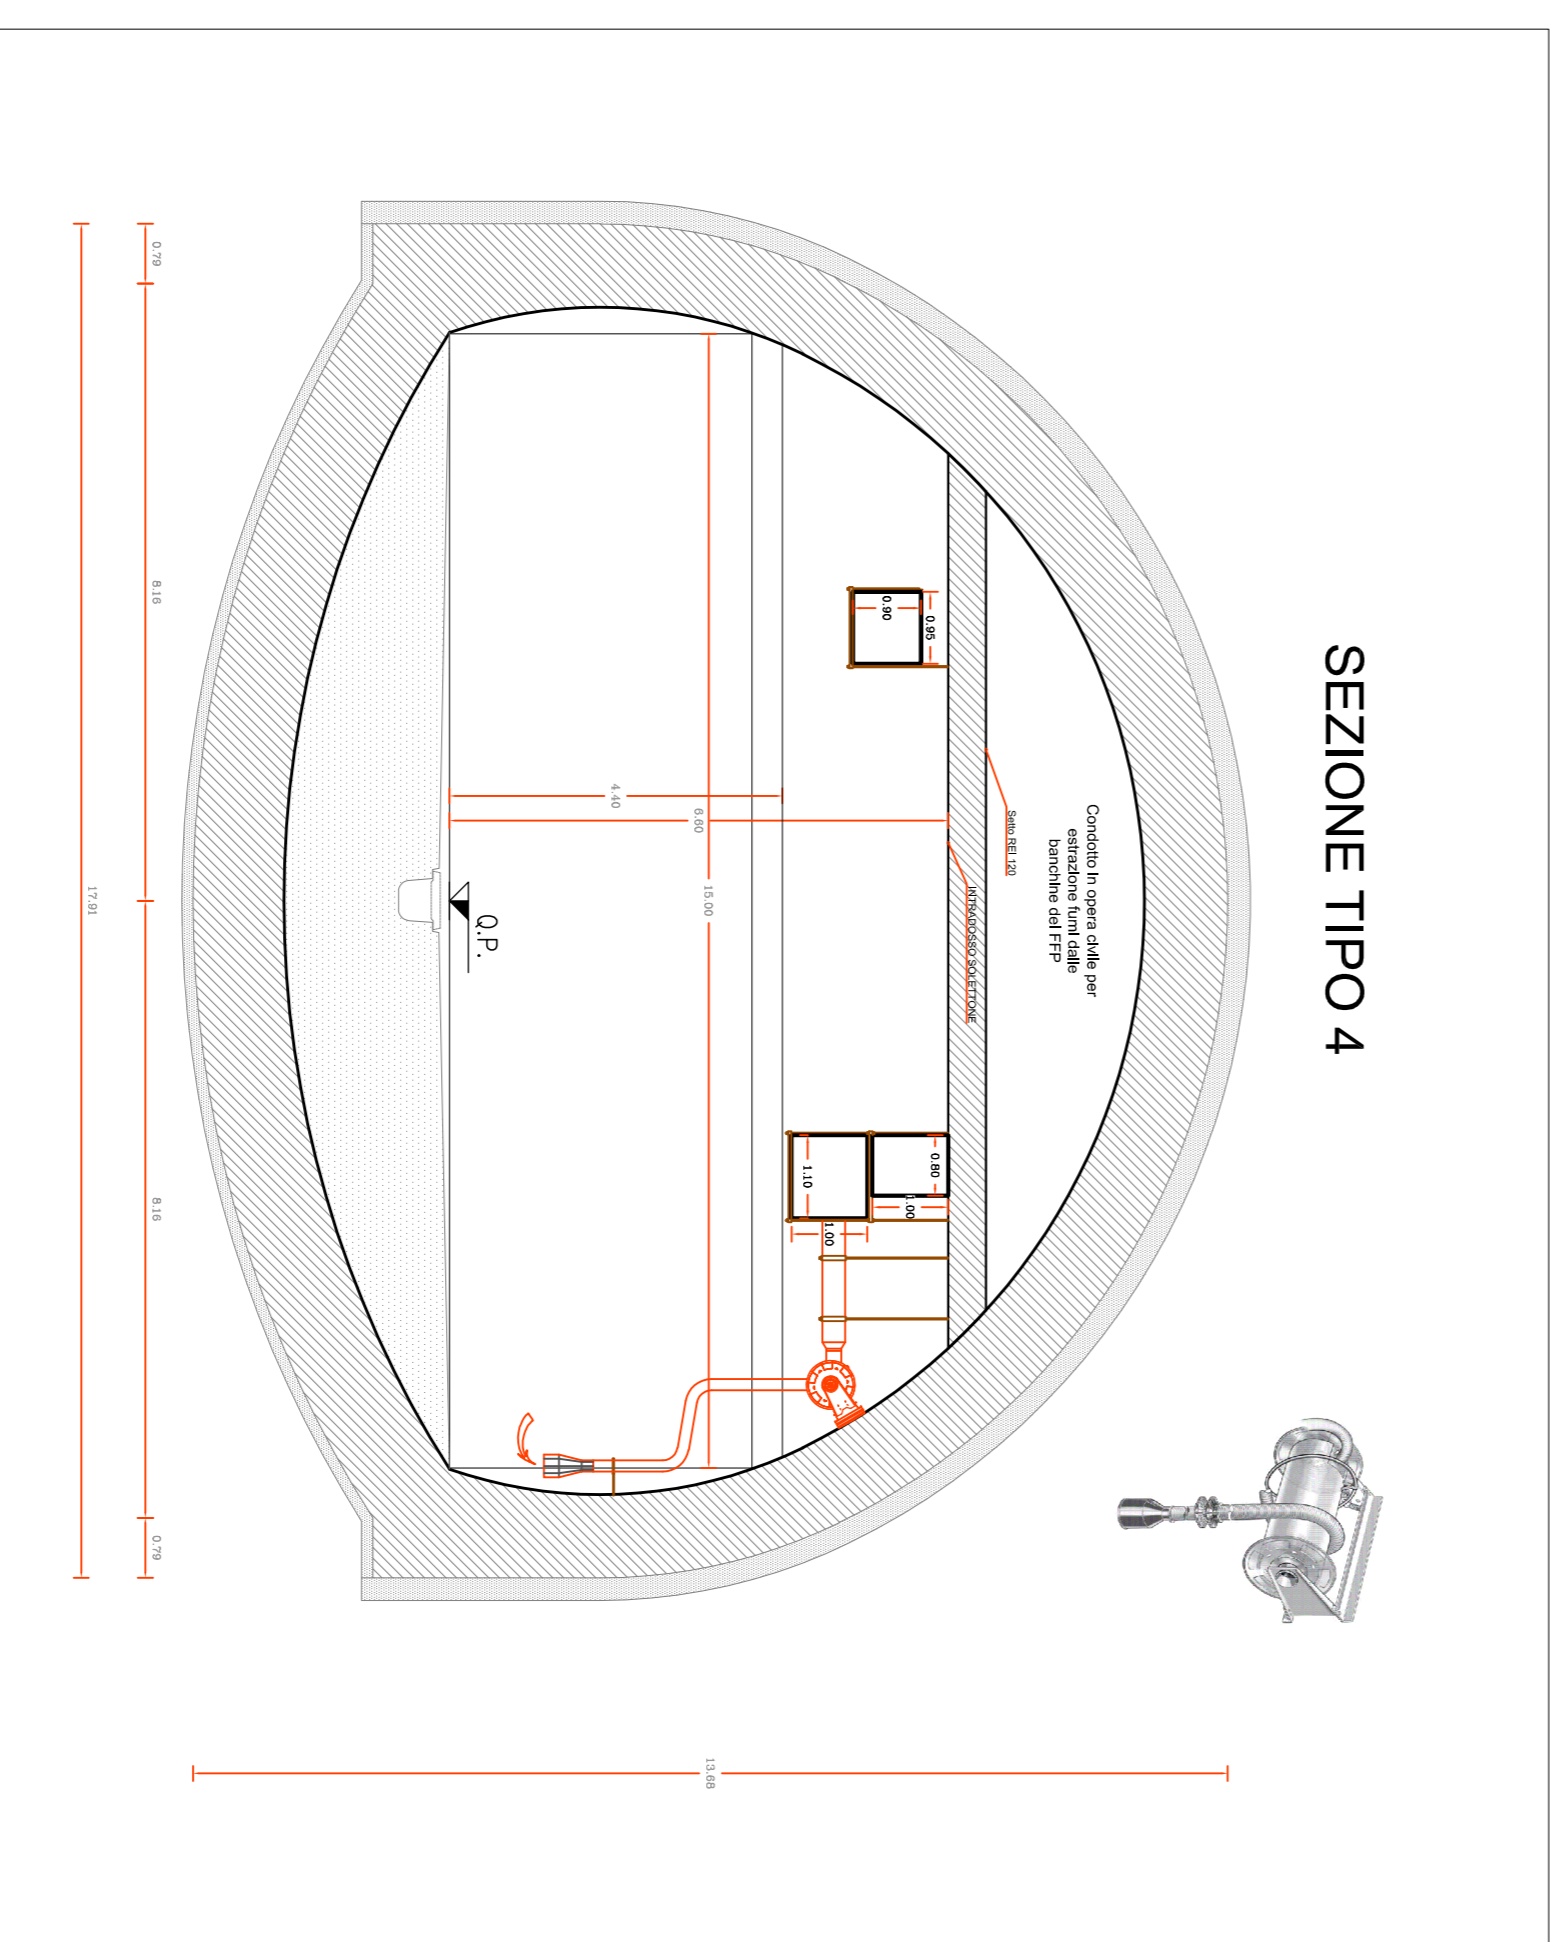 SEZIONE TIPO 4
Condotto in opera civile per
estrazione fumi dalle
banchine del FFP
Setto REI 120
INTRADOSSO SOLETTONE
0.95
0.90
0.80
1.00
1.10
1.00
4.40
6.60
15.00
Q.P.
13.68
0.79
8.16
8.16
0.79
17.91